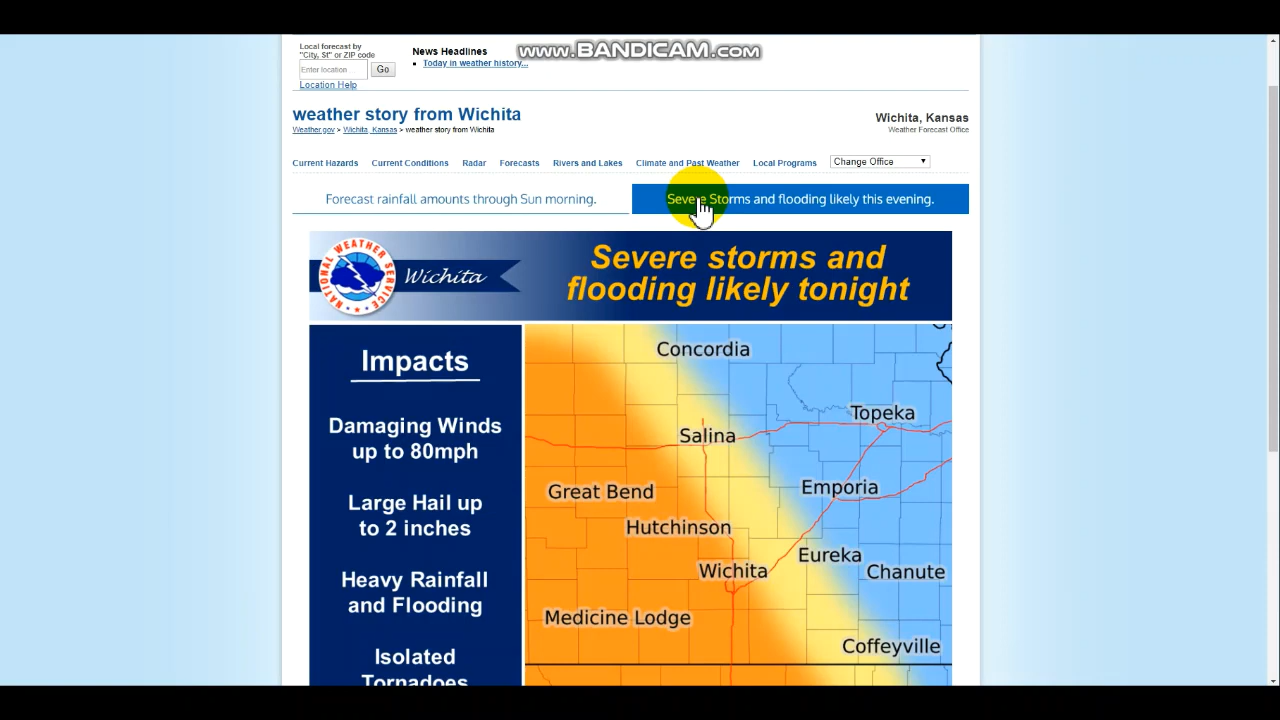 www.BANDICAM.com
Local forecast by
"City, St" or ZIP code
Enter location ...
Go
Location Help
News Headlines
Today in weather history...
weather story from Wichita
Weather.gov > Wichita, Kansas > weather story from Wichita
Wichita, Kansas
Weather Forecast Office
Current Hazards Current Conditions Radar Forecasts Rivers and Lakes Climate and Past Weather Local Programs Change Office
Forecast rainfall amounts through Sun morning.
Severe Storms and flooding likely this evening.
NATIONAL WEATHER SERVICE
Wichita
Severe storms and
flooding likely tonight
Impacts
Damaging Winds
up to 80mph
Large Hail up
to 2 inches
Heavy Rainfall
and Flooding
Isolated
Tornadoes
Concordia
Topeka
Salina
Emporia
Great Bend
Hutchinson
Eureka
Wichita
Chanute
Medicine Lodge
Coffeyville